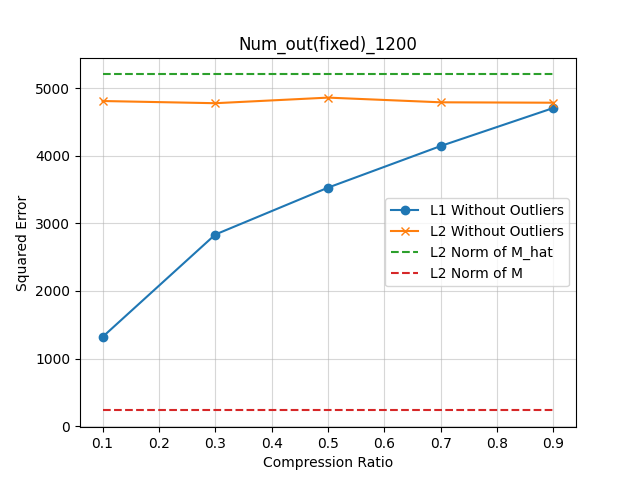 Num_out(fixed)_1200
Squared Error
5000
4000
3000
2000
1000
0
L1 Without Outliers
L2 Without Outliers
L2 Norm of M_hat
L2 Norm of M
0.1 0.2 0.3 0.4 0.5 0.6 0.7 0.8 0.9
Compression Ratio